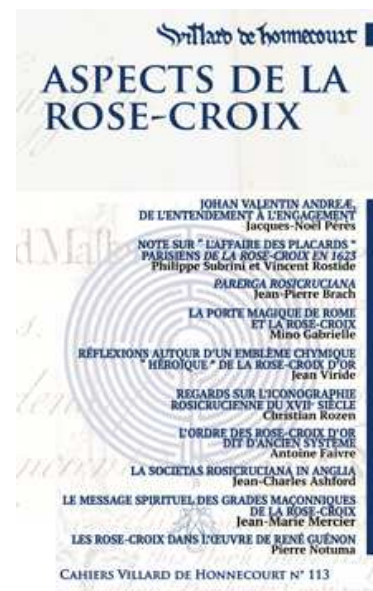 Villard de honnecourt
ASPECTS DE LA
ROSE-CROIX
JOHAN VALENTIN ANDREÆ,
DE L'ENTENDEMENT À L'ENGAGEMENT
Jacques-Noël Pérès
NOTE SUR " L'AFFAIRE DES PLACARDS "
PARISIENS DE LA ROSE-CROIX EN 1623
Philippe Subrini et Vincent Rostide
PARERGA ROSICRUCIANA
Jean-Pierre Brach
LA PORTE MAGIQUE DE ROME
ET LA ROSE-CROIX
Mino Gabrielle
RÉFLEXIONS AUTOUR D'UN EMBLÈME CHYMIQUE
" HÉROÏQUE " DE LA ROSE-CROIX D'OR
Jean Viride
REGARDS SUR L'ICONOGRAPHIE
ROSICRUCIENNE DU XVIIe SIÈCLE
Christian Rozen
L'ORDRE DES ROSE-CROIX D'OR
DIT D'ANCIEN SYSTÈME
Antoine Faivre
LA SOCIETAS ROSICRUCIANA IN ANGLIA
Jean-Charles Ashford
LE MESSAGE SPIRITUEL DES GRADES MAÇONNIQUES
DE LA ROSE-CROIX
Jean-Marie Mercier
LES ROSE-CROIX DANS L'ŒUVRE DE RENÉ GUÉNON
Pierre Notuma
CAHIERS VILLARD DE HONNECOURT N° 113